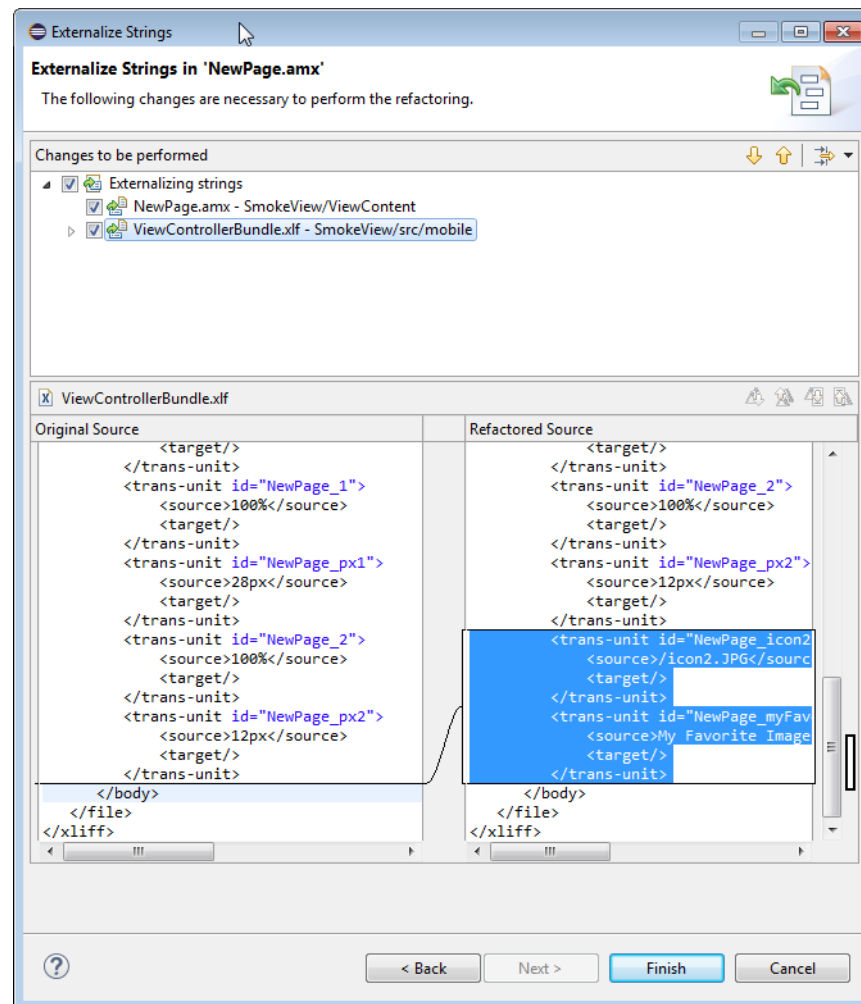 Externalize Strings
Externalize Strings in 'NewPage.amx'
The following changes are necessary to perform the refactoring.
Changes to be performed
Externalizing strings
NewPage.amx - SmokeView/ViewContent
ViewControllerBundle.xlf - SmokeView/src/mobile
ViewControllerBundle.xlf
Original Source
<target/>
</trans-unit>
<trans-unit id="NewPage_1">
<source>100%</source>
<target/>
</trans-unit>
<trans-unit id="NewPage_px1">
<source>28px</source>
<target/>
</trans-unit>
<trans-unit id="NewPage_2">
<source>100%</source>
<target/>
</trans-unit>
<trans-unit id="NewPage_px2">
<source>12px</source>
<target/>
</trans-unit>
</body>
</file>
</xliff>
Refactored Source
<target/>
</trans-unit>
<trans-unit id="NewPage_2">
<source>100%</source>
<target/>
</trans-unit>
<trans-unit id="NewPage_px2">
<source>12px</source>
<target/>
</trans-unit>
<trans-unit id="NewPage_icon2
<source>/icon2.JPG</sourc
<target/>
</trans-unit>
<trans-unit id="NewPage_myFav
<source>My Favorite Image
<target/>
</trans-unit>
</body>
</file>
</xliff>
< Back
Next >
Finish
Cancel